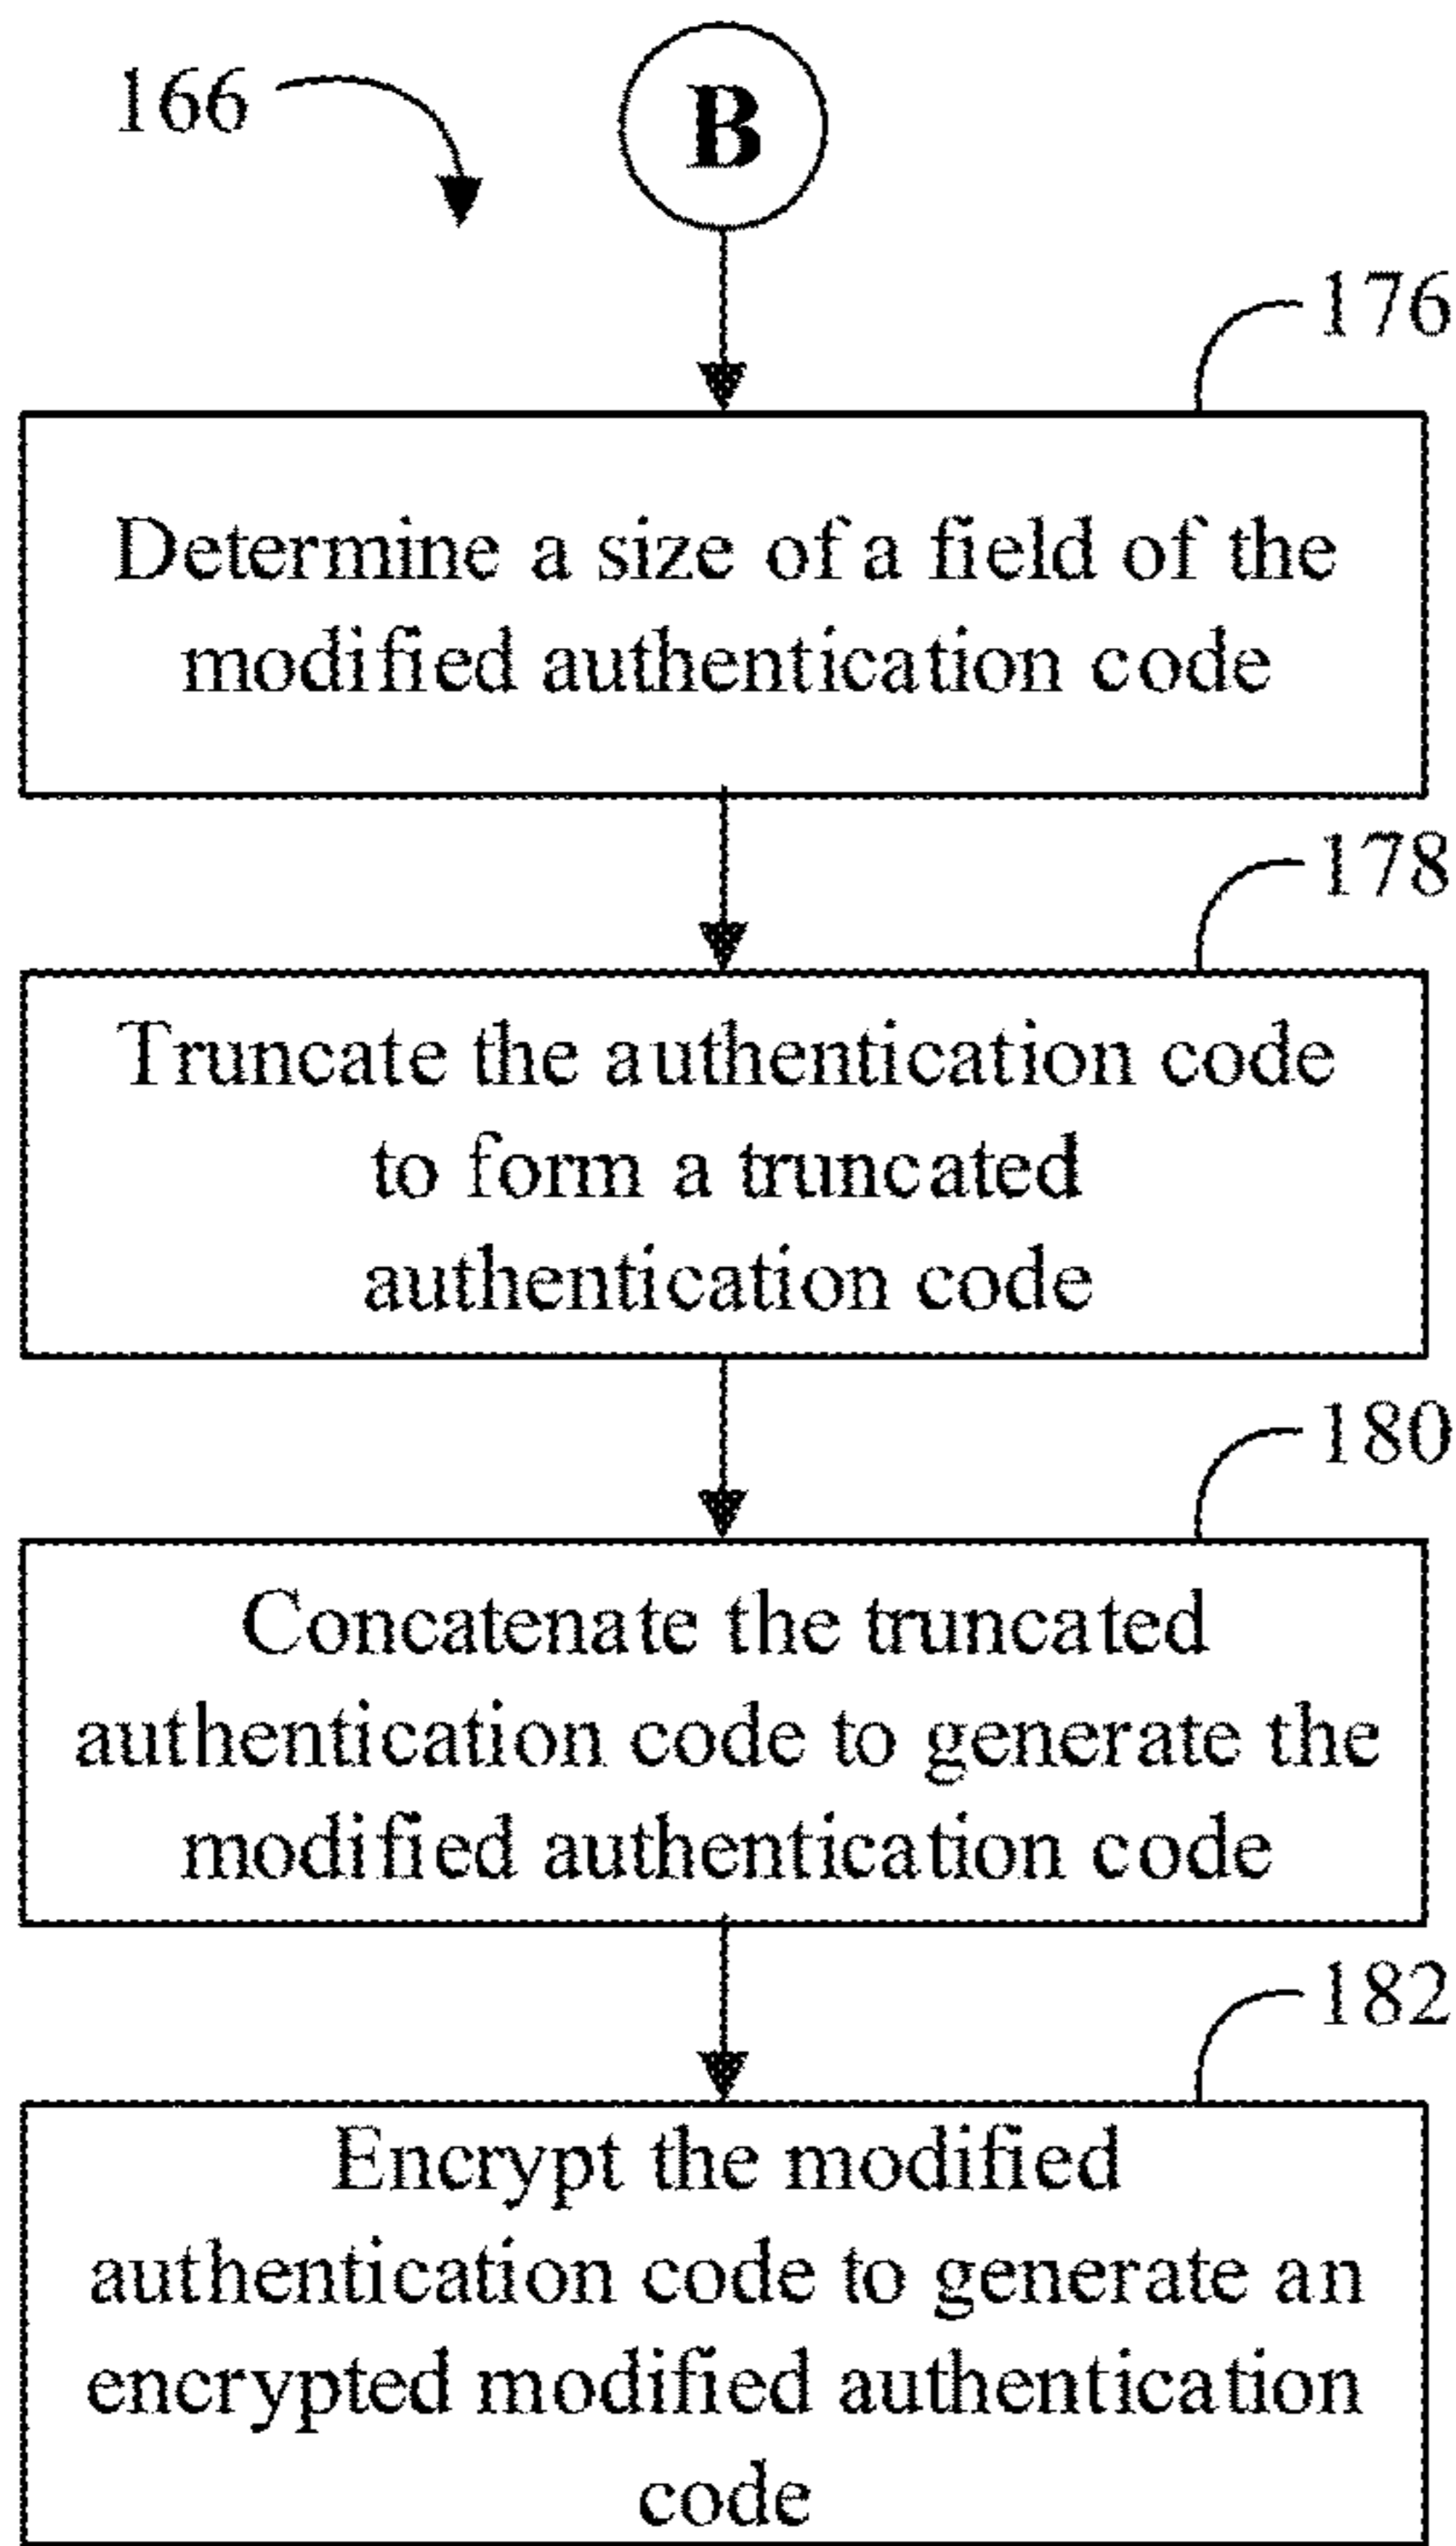 166
B
176
Determine a size of a field of the
modified authentication code
178
Truncate the authentication code
to form a truncated
authentication code
180
Concatenate the truncated
authentication code to generate the
modified authentication code
182
Encrypt the modified
authentication code to generate an
encrypted modified authentication
code